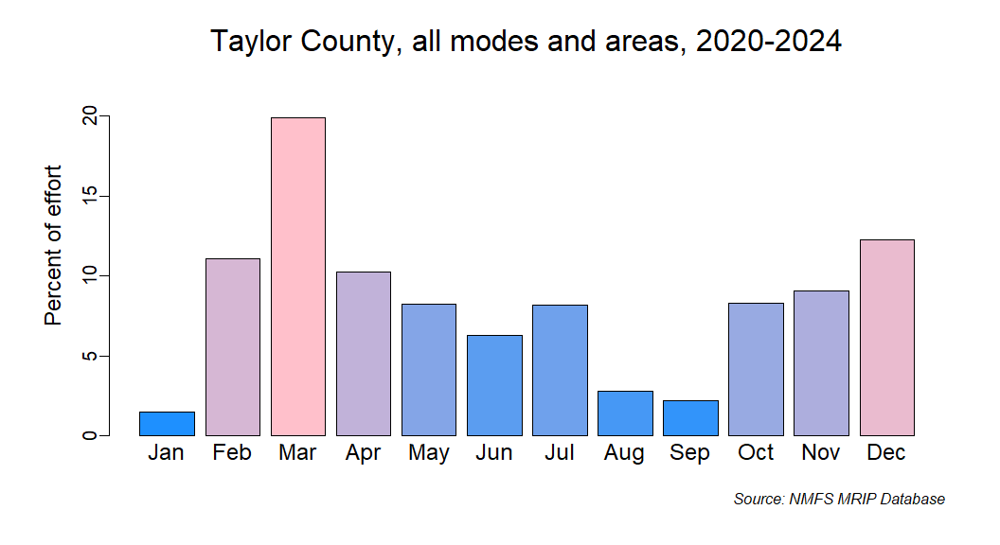 Taylor County, all modes and areas, 2020-2024
Percent of effort
20
15
10
5
0
Jan Feb Mar Apr May Jun Jul Aug Sep Oct Nov Dec
Source: NMFS MRIP Database